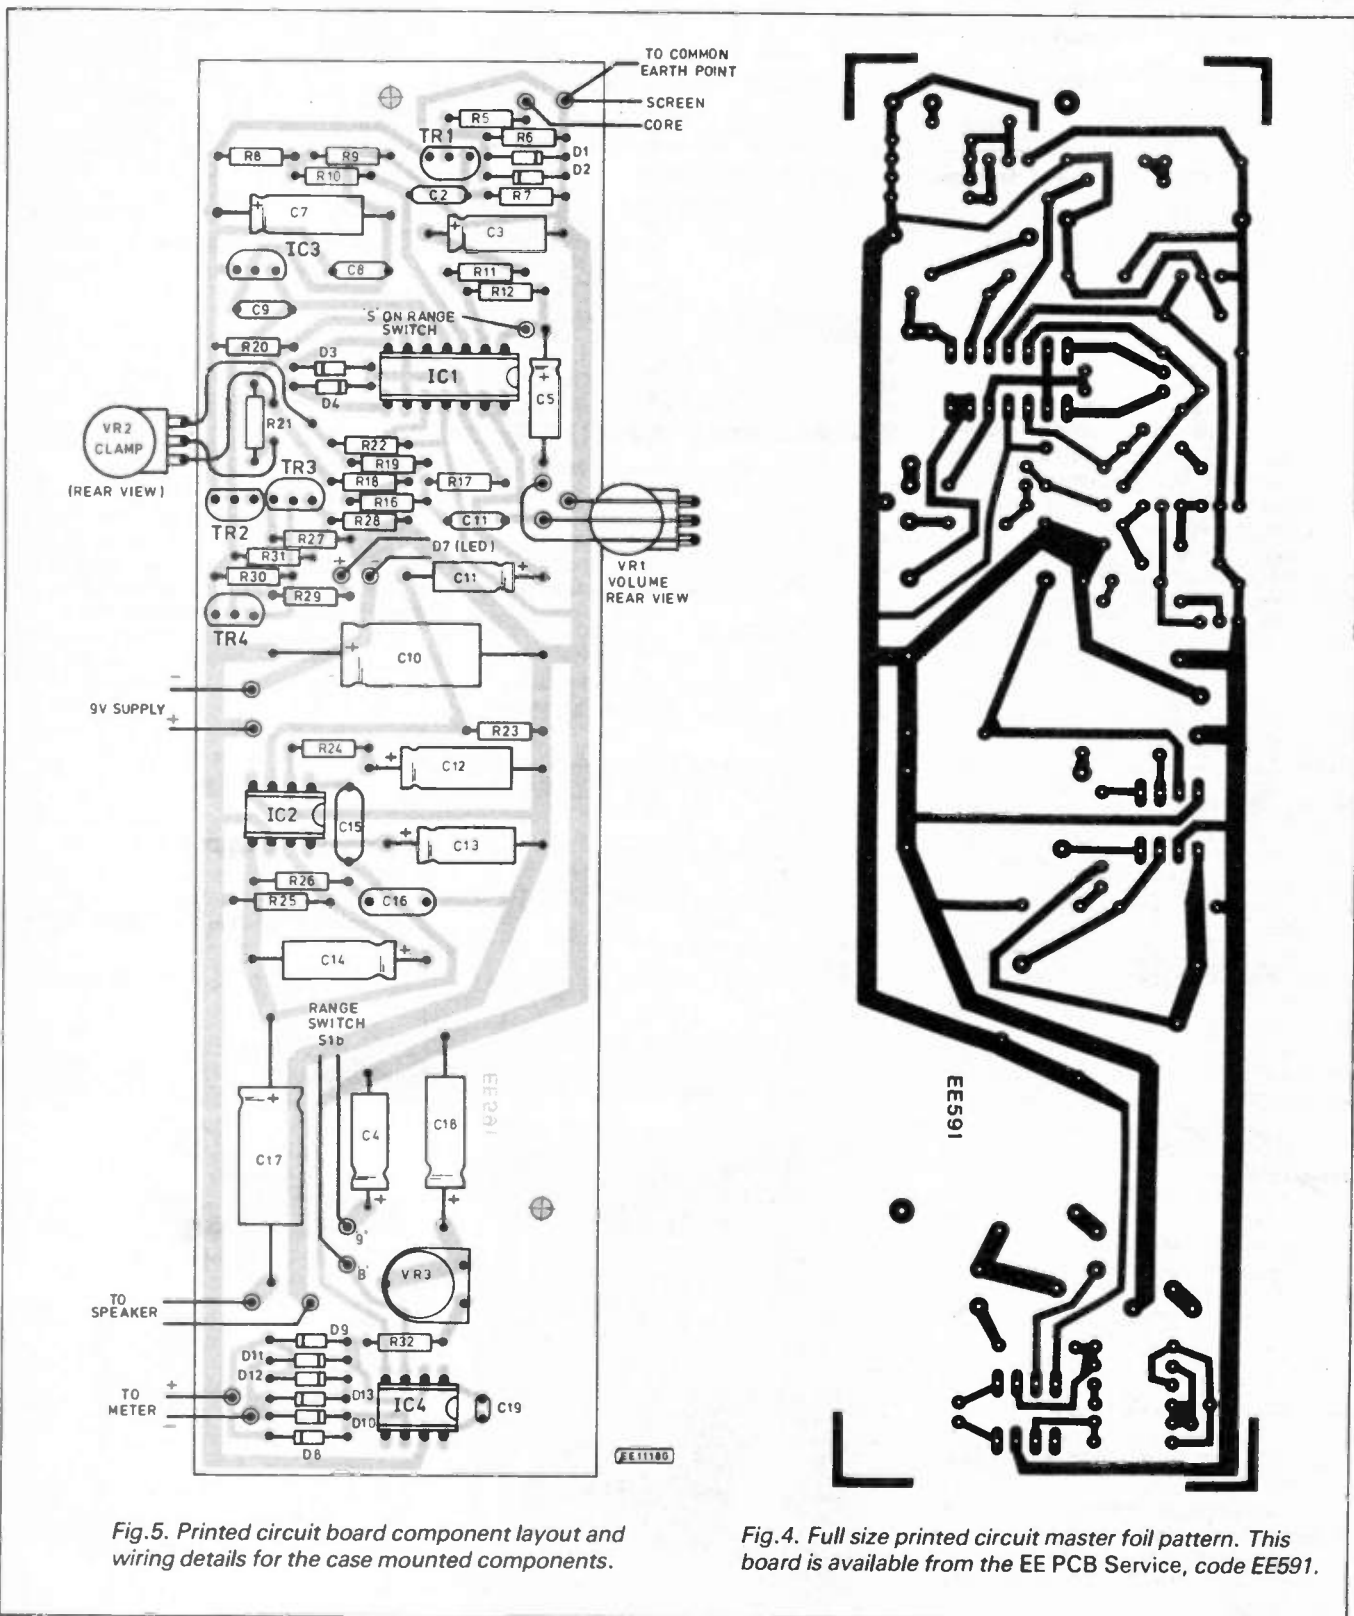 TO COMMON
EARTH POINT
SCREEN
CORE
R5
TR1
R6
D1
D2
R8
R9
R10
C2
R7
C7
C3
IC3
C8
R11
R12
C9
'S' ON RANGE
SWITCH
R20
D3
D4
IC1
C5
VR2
CLAMP
(REAR VIEW)
R21
R22
R19
TR3
R18
R17
R16
TR2
R28
C11
R27
D7 (LED)
R31
R30
C11
R29
TR4
VR1
VOLUME
REAR VIEW
C10
9V SUPPLY
R23
R24
C12
IC2
C15
C13
R26
R25
C16
C14
RANGE
SWITCH
S1b
EE591
C17
C4
C18
'9'
'8'
VR3
TO
SPEAKER
D9
R32
D11
D12
TO
METER
D13
IC4
C19
D10
D8
EE1118G
EE591
Fig.5. Printed circuit board component layout and
wiring details for the case mounted components.
Fig.4. Full size printed circuit master foil pattern. This
board is available from the EE PCB Service, code EE591.